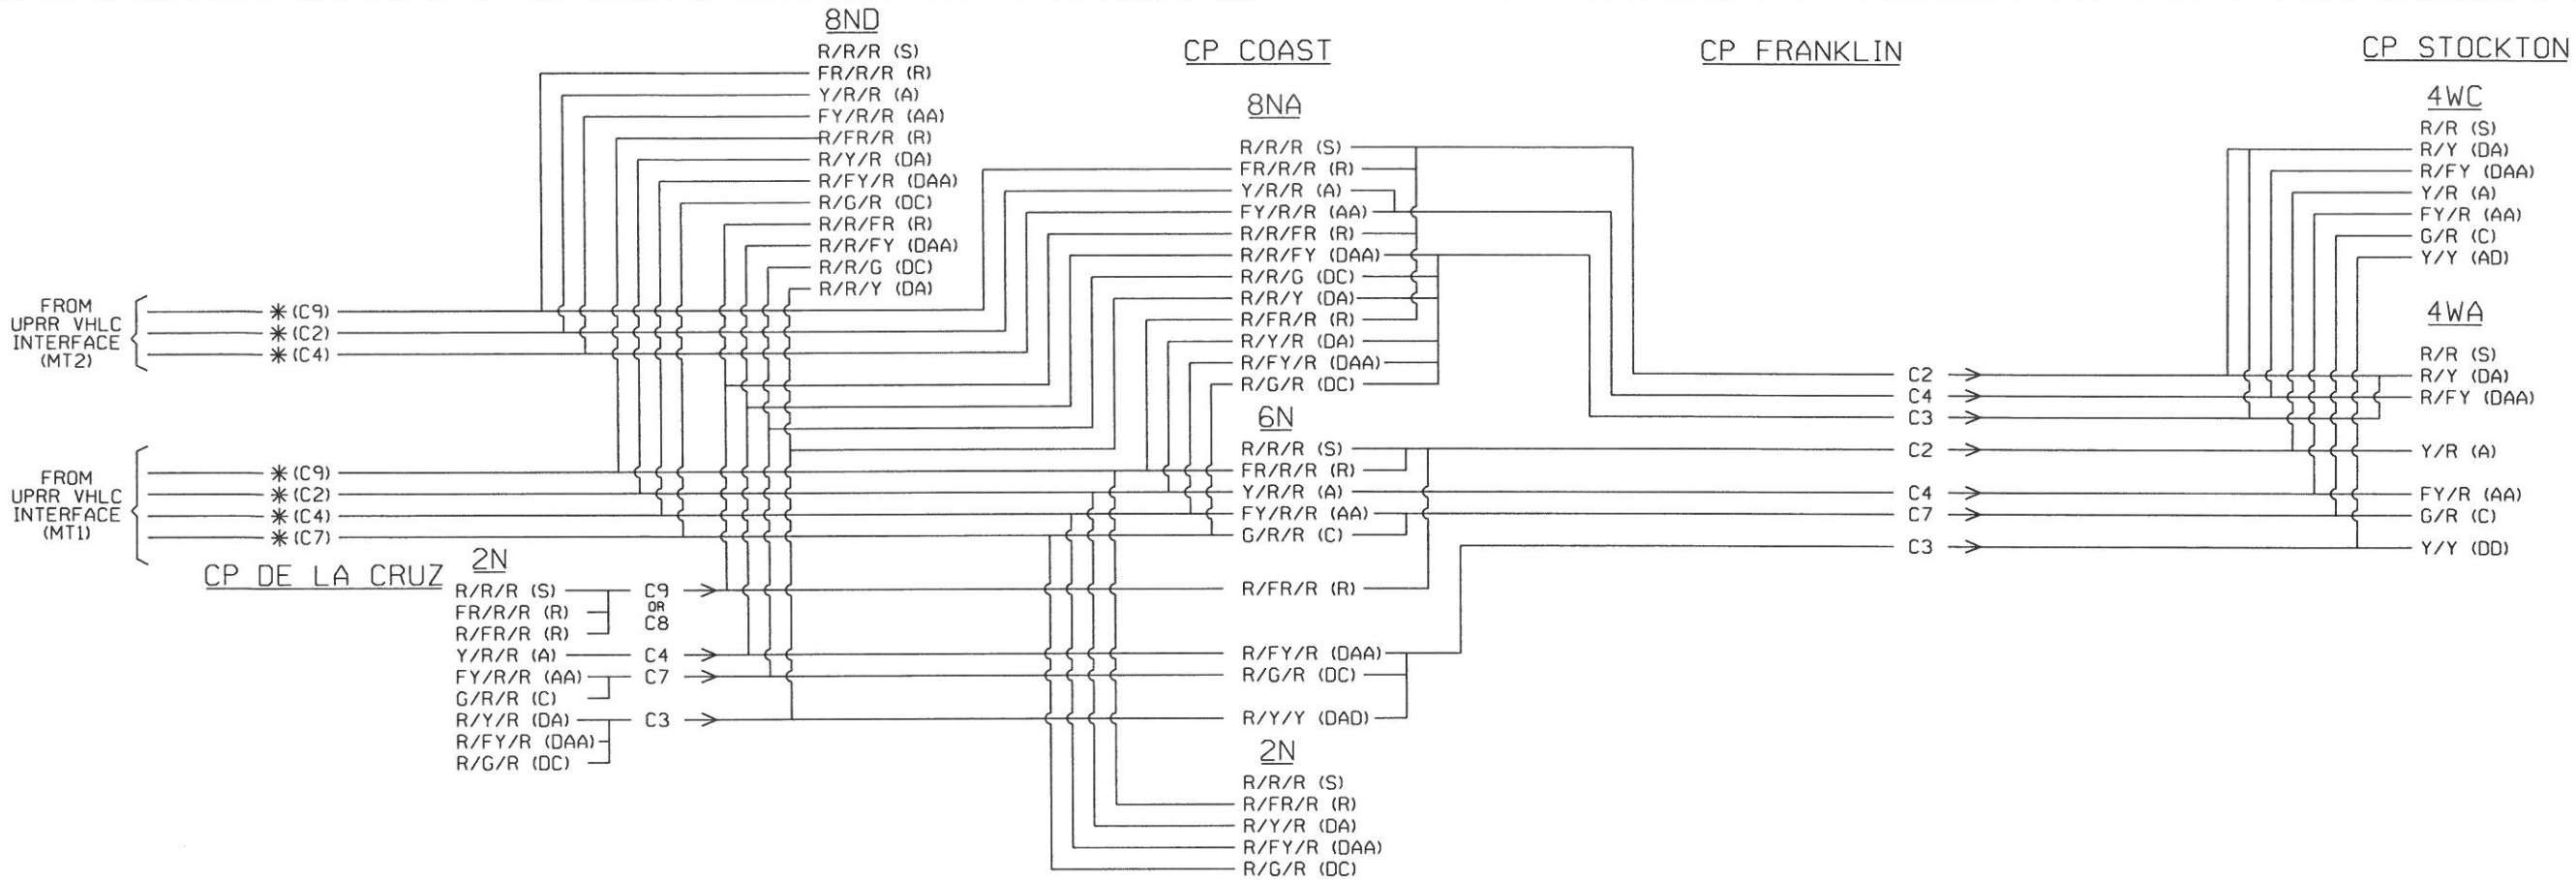 8ND
R/R/R (S)
FR/R/R (R)
Y/R/R (A)
FY/R/R (AA)
R/FR/R (R)
R/Y/R (DA)
R/FY/R (DAA)
R/G/R (DC)
R/R/FR (R)
R/R/FY (DAA)
R/R/G (DC)
R/R/Y (DA)
FROM
UPRR VHLC
INTERFACE
(MT2)
*(C9)
*(C2)
*(C4)
FROM
UPRR VHLC
INTERFACE
(MT1)
*(C9)
*(C2)
*(C4)
*(C7)
CP DE LA CRUZ
2N
R/R/R (S)
FR/R/R (R)
R/FR/R (R)
Y/R/R (A)
FY/R/R (AA)
G/R/R (C)
R/Y/R (DA)
R/FY/R (DAA)
R/G/R (DC)
C9
OR
C8
C4
C7
C3
CP COAST
8NA
R/R/R (S)
FR/R/R (R)
Y/R/R (A)
FY/R/R (AA)
R/R/FR (R)
R/R/FY (DAA)
R/R/G (DC)
R/R/Y (DA)
R/FR/R (R)
R/Y/R (DA)
R/FY/R (DAA)
R/G/R (DC)
6N
R/R/R (S)
FR/R/R (R)
Y/R/R (A)
FY/R/R (AA)
G/R/R (C)
R/FR/R (R)
R/FY/R (DAA)
R/G/R (DC)
R/Y/Y (DAD)
2N
R/R/R (S)
R/FR/R (R)
R/Y/R (DA)
R/FY/R (DAA)
R/G/R (DC)
CP FRANKLIN
C2
C4
C3
C2
C4
C7
C3
CP STOCKTON
4WC
R/R (S)
R/Y (DA)
R/FY (DAA)
Y/R (A)
FY/R (AA)
G/R (C)
Y/Y (AD)
4WA
R/R (S)
R/Y (DA)
R/FY (DAA)
Y/R (A)
FY/R (AA)
G/R (C)
Y/Y (DD)